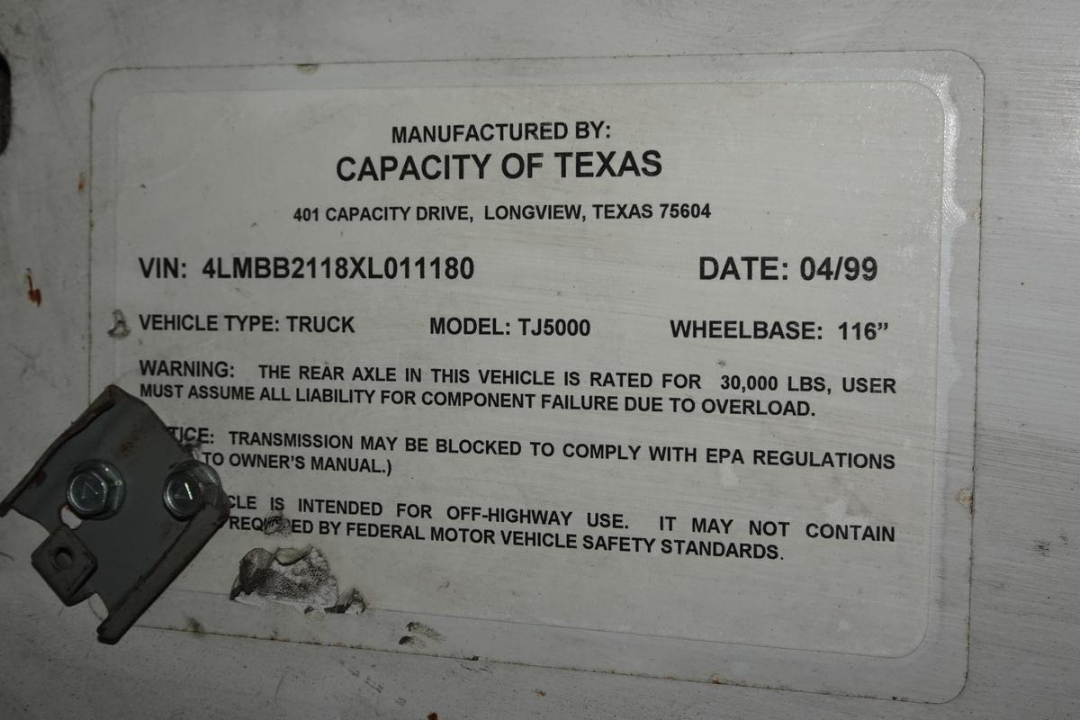 MANUFACTURED BY:
CAPACITY OF TEXAS
401 CAPACITY DRIVE, LONGVIEW, TEXAS 75604
VIN: 4LMBB2118XL011180 DATE: 04/99
VEHICLE TYPE: TRUCK MODEL: TJ5000 WHEELBASE: 116”
WARNING: THE REAR AXLE IN THIS VEHICLE IS RATED FOR 30,000 LBS, USER
MUST ASSUME ALL LIABILITY FOR COMPONENT FAILURE DUE TO OVERLOAD.
TRANSMISSION MAY BE BLOCKED TO COMPLY WITH EPA REGULATIONS
TO OWNER'S MANUAL.)
IS INTENDED FOR OFF-HIGHWAY USE. IT MAY NOT CONTAIN
BY FEDERAL MOTOR VEHICLE SAFETY STANDARDS.